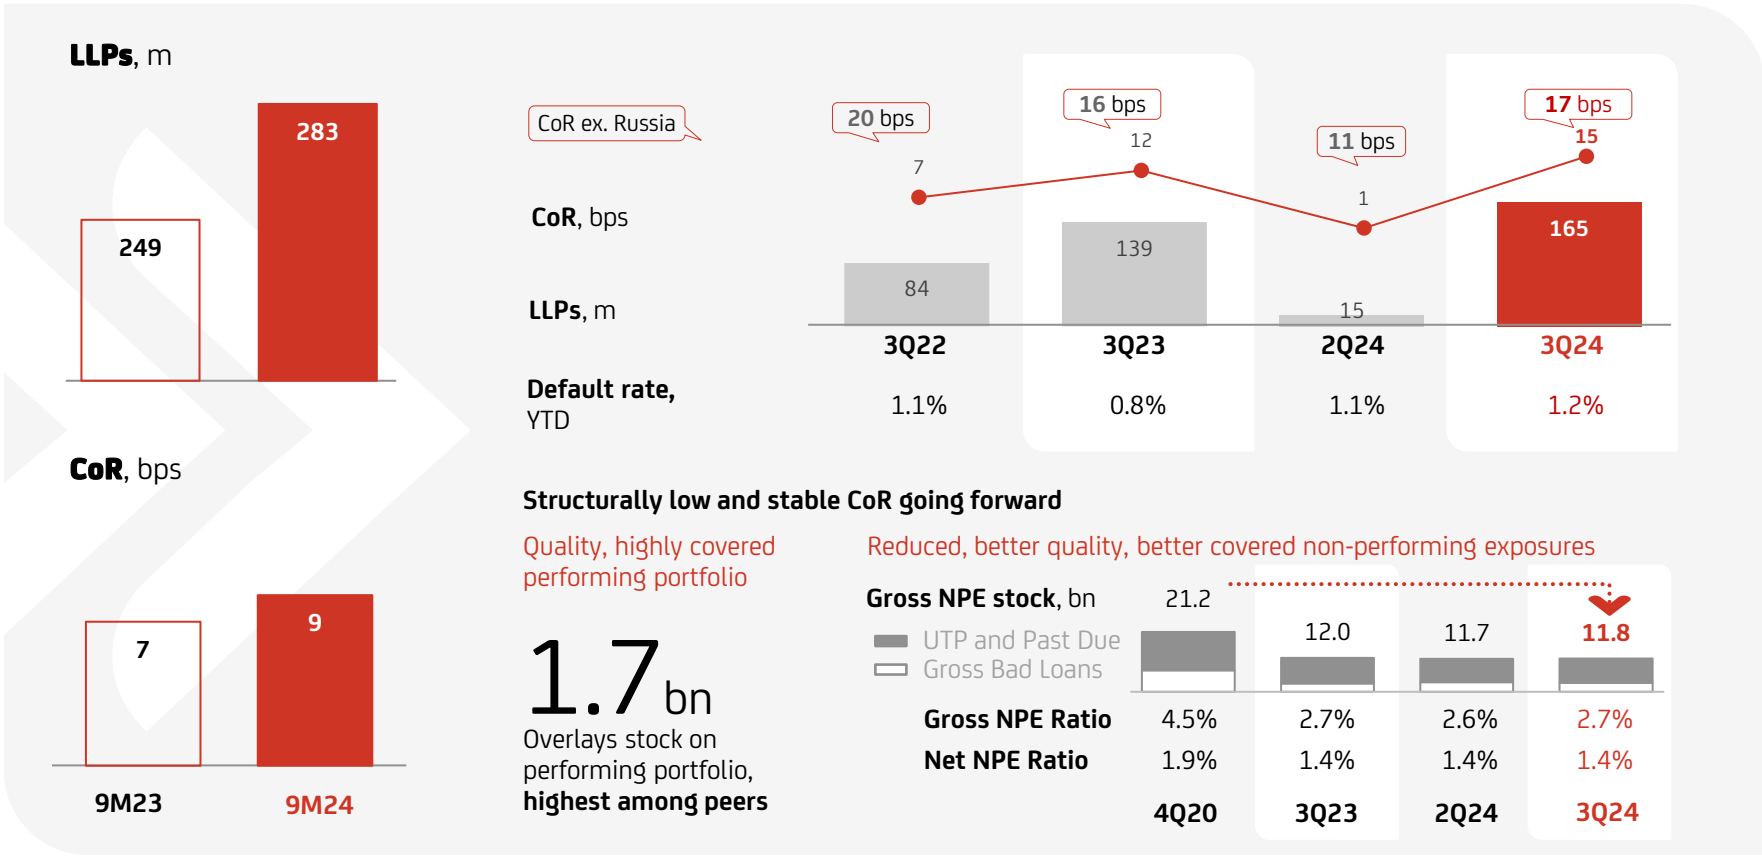 LLPs, m
249
283
CoR, bps
7
9
9M23
9M24
CoR ex. Russia
20 bps
16 bps
11 bps
17 bps
CoR, bps
7
12
1
15
LLPs, m
84
139
15
165
3Q22
3Q23
2Q24
3Q24
Default rate,
YTD
1.1%
0.8%
1.1%
1.2%
Structurally low and stable CoR going forward
Quality, highly covered
performing portfolio
1.7 bn
Overlays stock on
performing portfolio,
highest among peers
Reduced, better quality, better covered non-performing exposures
Gross NPE stock, bn
21.2
12.0
11.7
11.8
UTP and Past Due
Gross Bad Loans
Gross NPE Ratio
4.5%
2.7%
2.6%
2.7%
Net NPE Ratio
1.9%
1.4%
1.4%
1.4%
4Q20
3Q23
2Q24
3Q24